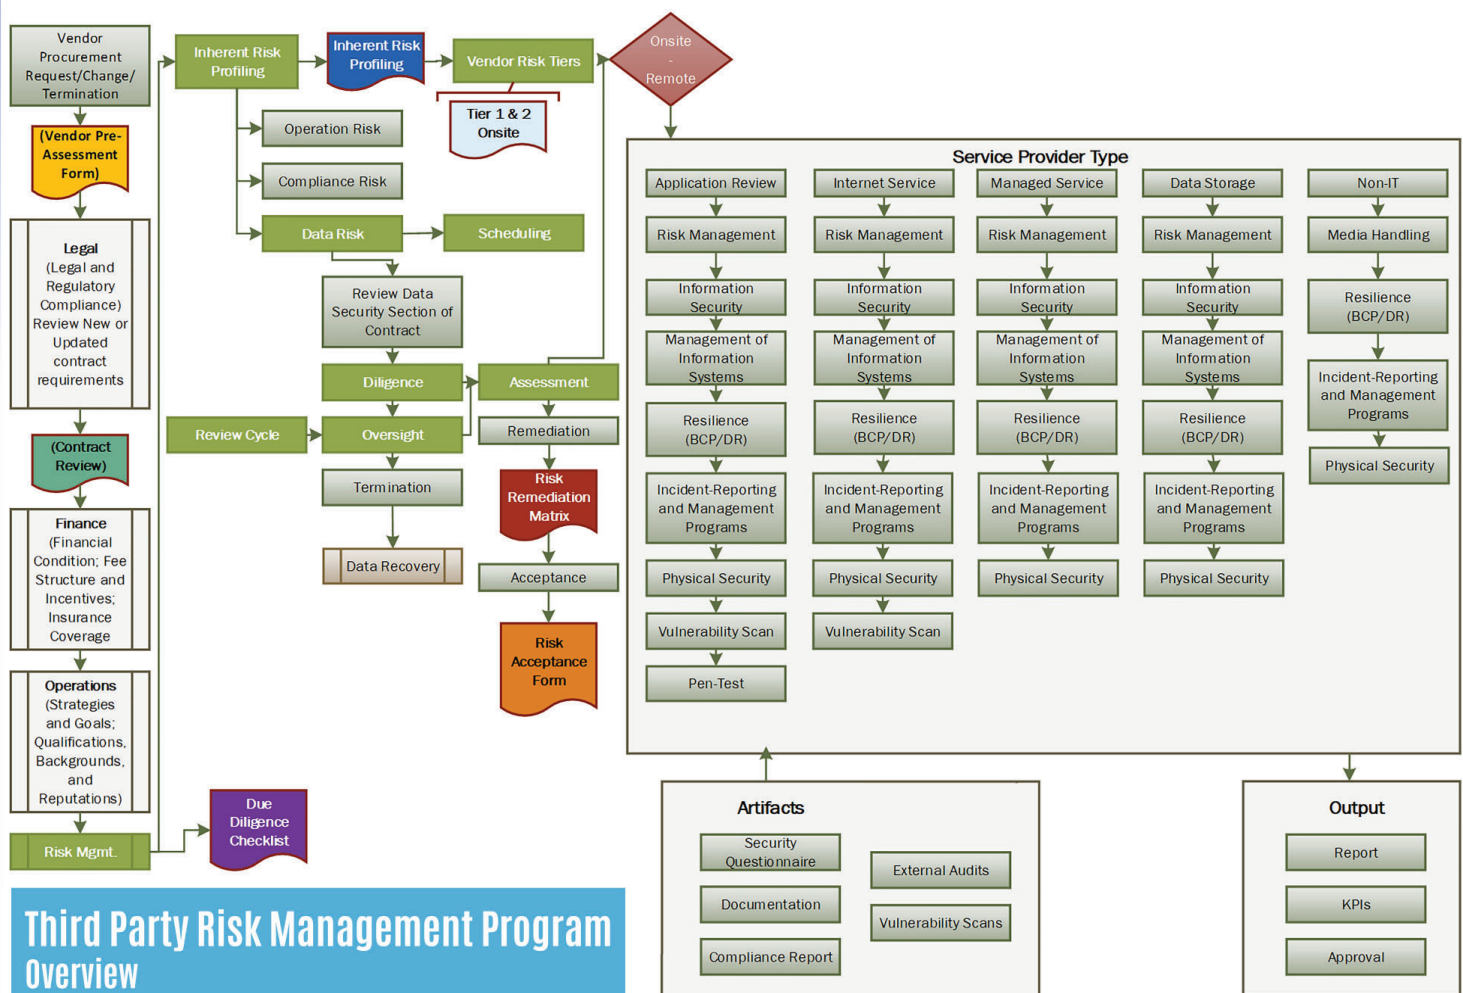 Vendor
Procurement
Request/Change/
Termination
(Vendor Pre-
Assessment
Form)
Legal
(Legal and
Regulatory
Compliance)
Review New or
Updated
contract
requirements
(Contract
Review)
Finance
(Financial
Condition; Fee
Structure and
Incentives;
Insurance
Coverage
Operations
(Strategies
and Goals;
Qualifications,
Backgrounds,
and
Reputations)
Risk Mgmt.
Due
Diligence
Checklist
Inherent Risk
Profiling
Inherent Risk
Profiling
Vendor Risk Tiers
Tier 1 & 2
Onsite
Onsite
-
Remote
Operation Risk
Compliance Risk
Data Risk
Scheduling
Review Data
Security Section of
Contract
Diligence
Assessment
Review Cycle
Oversight
Remediation
Termination
Risk
Remediation
Matrix
Data Recovery
Acceptance
Risk
Acceptance
Form
Service Provider Type
Application Review
Risk Management
Information
Security
Management of
Information
Systems
Resilience
(BCP/DR)
Incident-Reporting
and Management
Programs
Physical Security
Vulnerability Scan
Pen-Test
Internet Service
Risk Management
Information
Security
Management of
Information
Systems
Resilience
(BCP/DR)
Incident-Reporting
and Management
Programs
Physical Security
Vulnerability Scan
Managed Service
Risk Management
Information
Security
Management of
Information
Systems
Resilience
(BCP/DR)
Incident-Reporting
and Management
Programs
Physical Security
Data Storage
Risk Management
Information
Security
Management of
Information
Systems
Resilience
(BCP/DR)
Incident-Reporting
and Management
Programs
Physical Security
Non-IT
Media Handling
Resilience
(BCP/DR)
Incident-Reporting
and Management
Programs
Physical Security
Artifacts
Security
Questionnaire
Documentation
Compliance Report
External Audits
Vulnerability Scans
Output
Report
KPIs
Approval
Third Party Risk Management Program
Overview